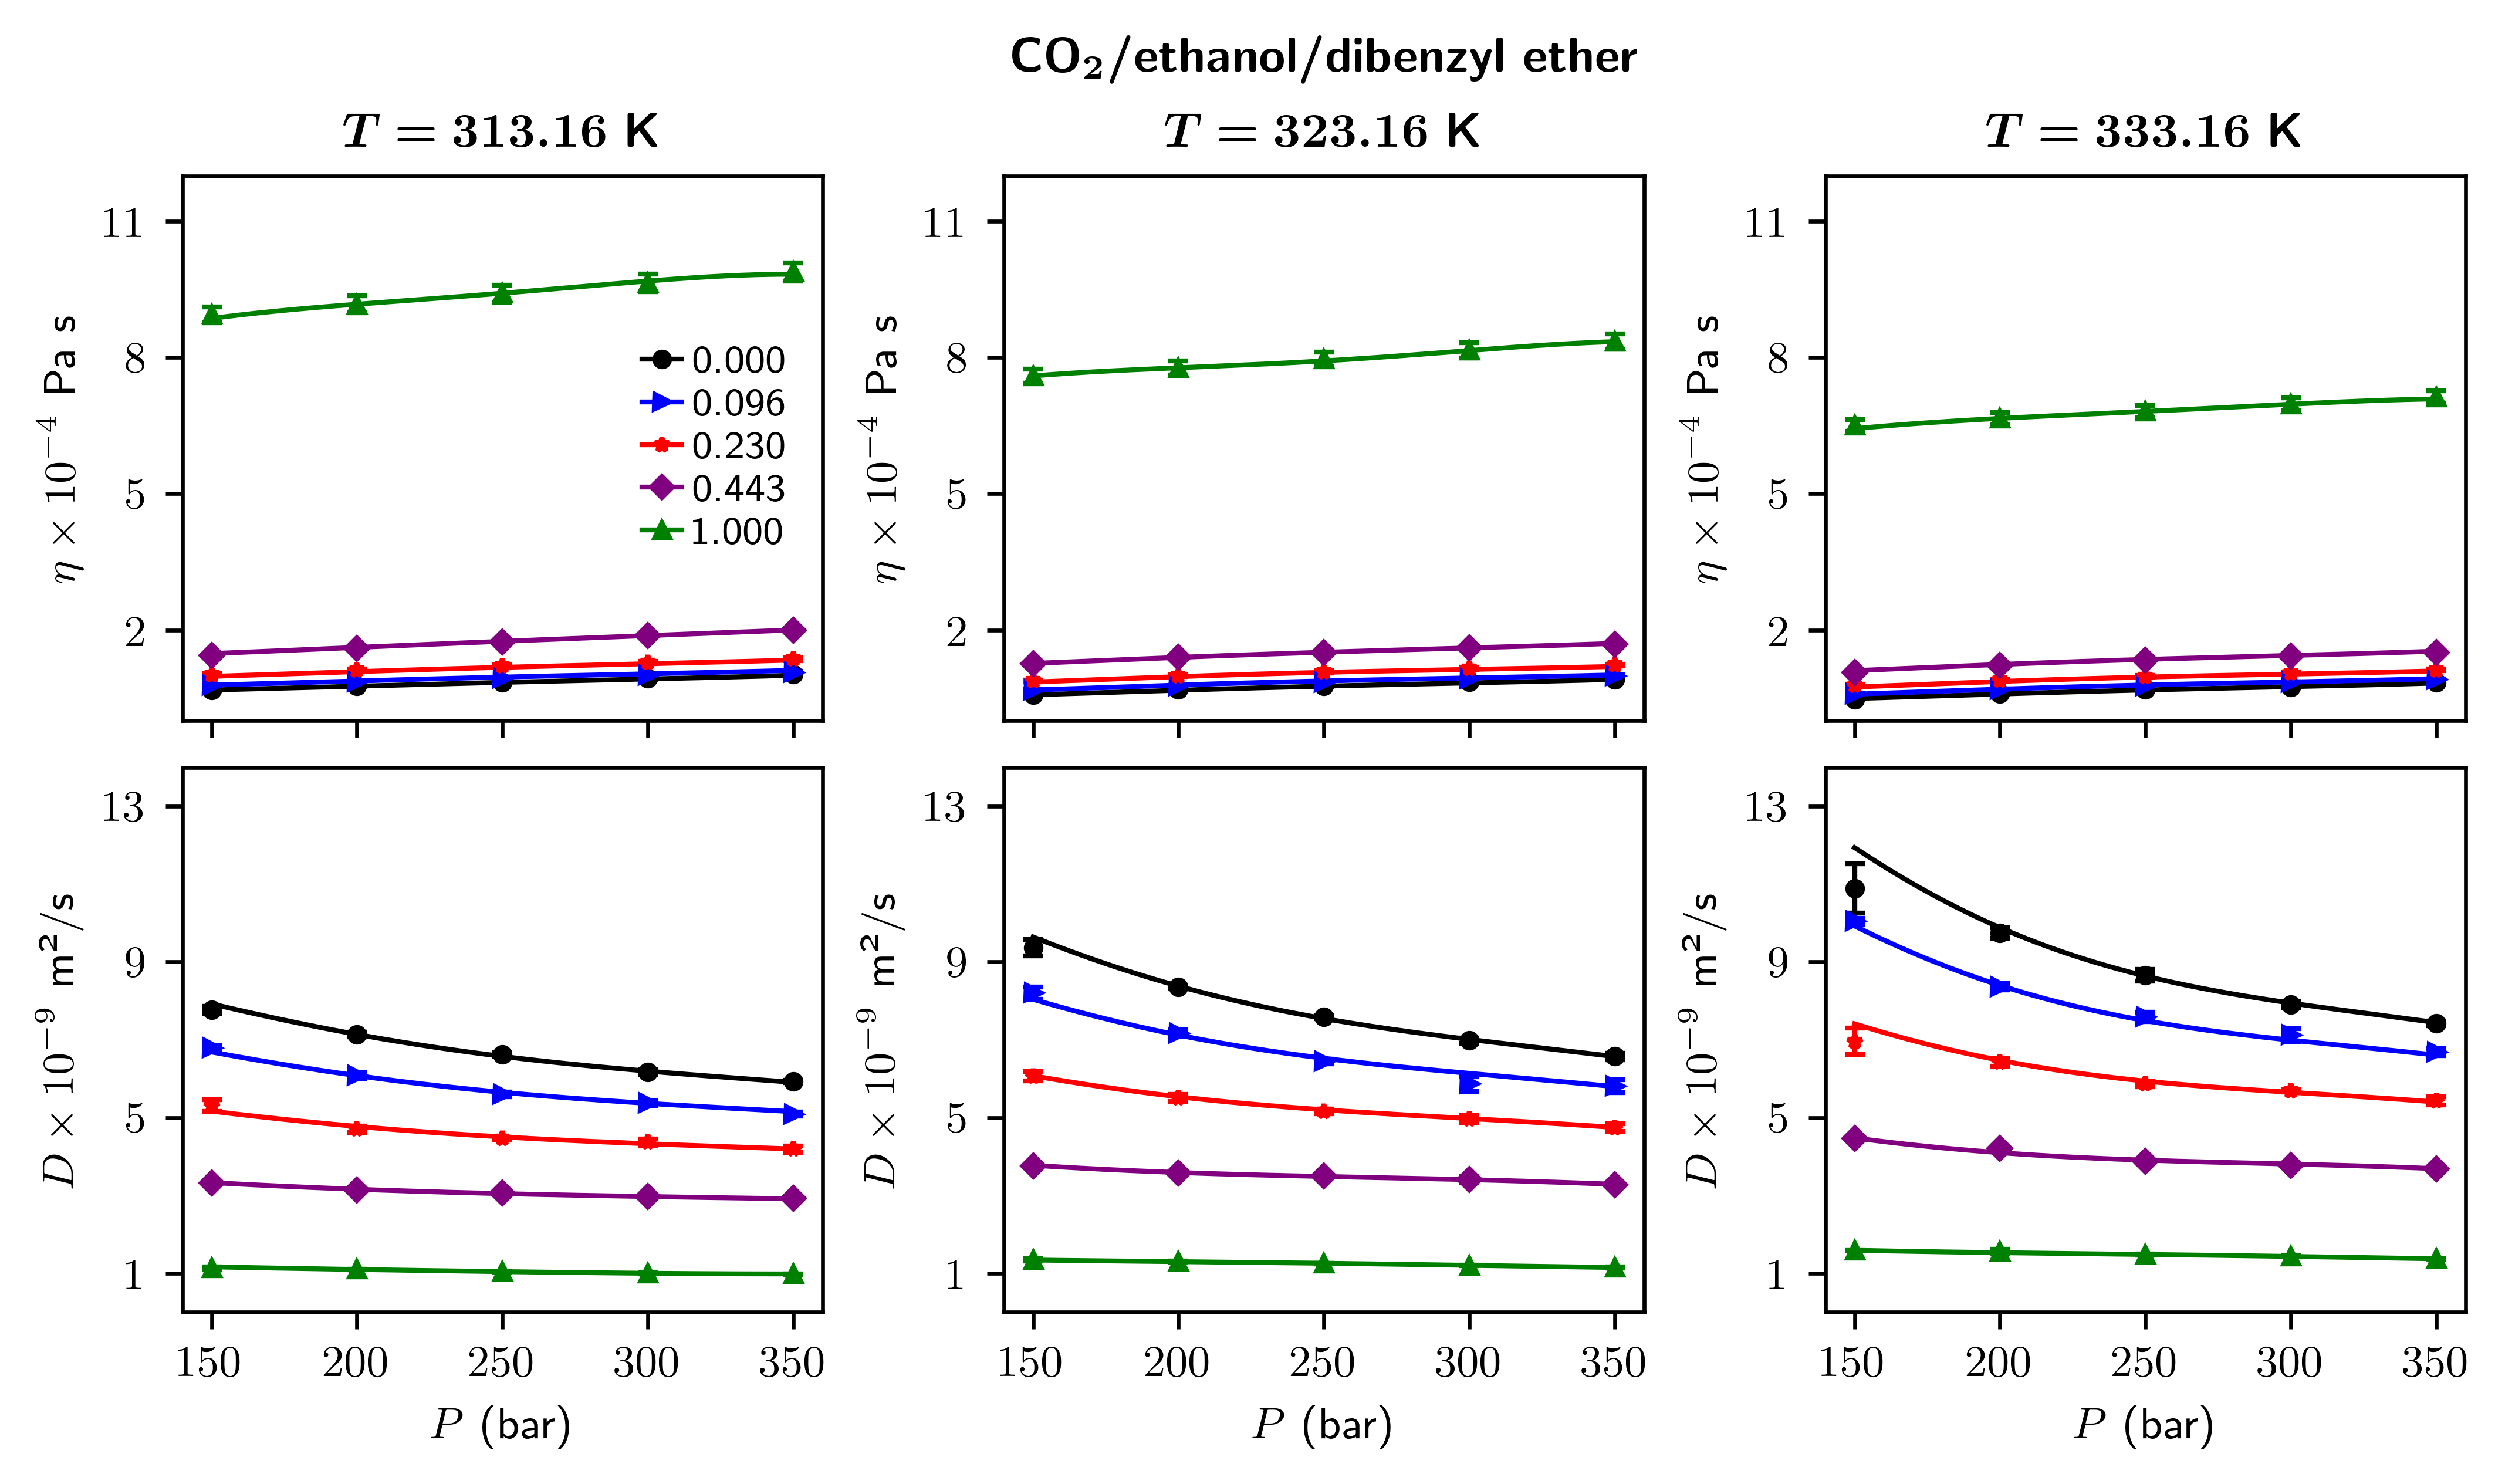 CO₂/ethanol/dibenzyl ether
T = 313.16 K
T = 323.16 K
T = 333.16 K
η × 10⁻⁴ Pa s
11
8
5
2
0.000
0.096
0.230
0.443
1.000
η × 10⁻⁴ Pa s
11
8
5
2
η × 10⁻⁴ Pa s
11
8
5
2
D × 10⁻⁹ m²/s
13
9
5
1
150 200 250 300 350
P (bar)
D × 10⁻⁹ m²/s
13
9
5
1
150 200 250 300 350
P (bar)
D × 10⁻⁹ m²/s
13
9
5
1
150 200 250 300 350
P (bar)